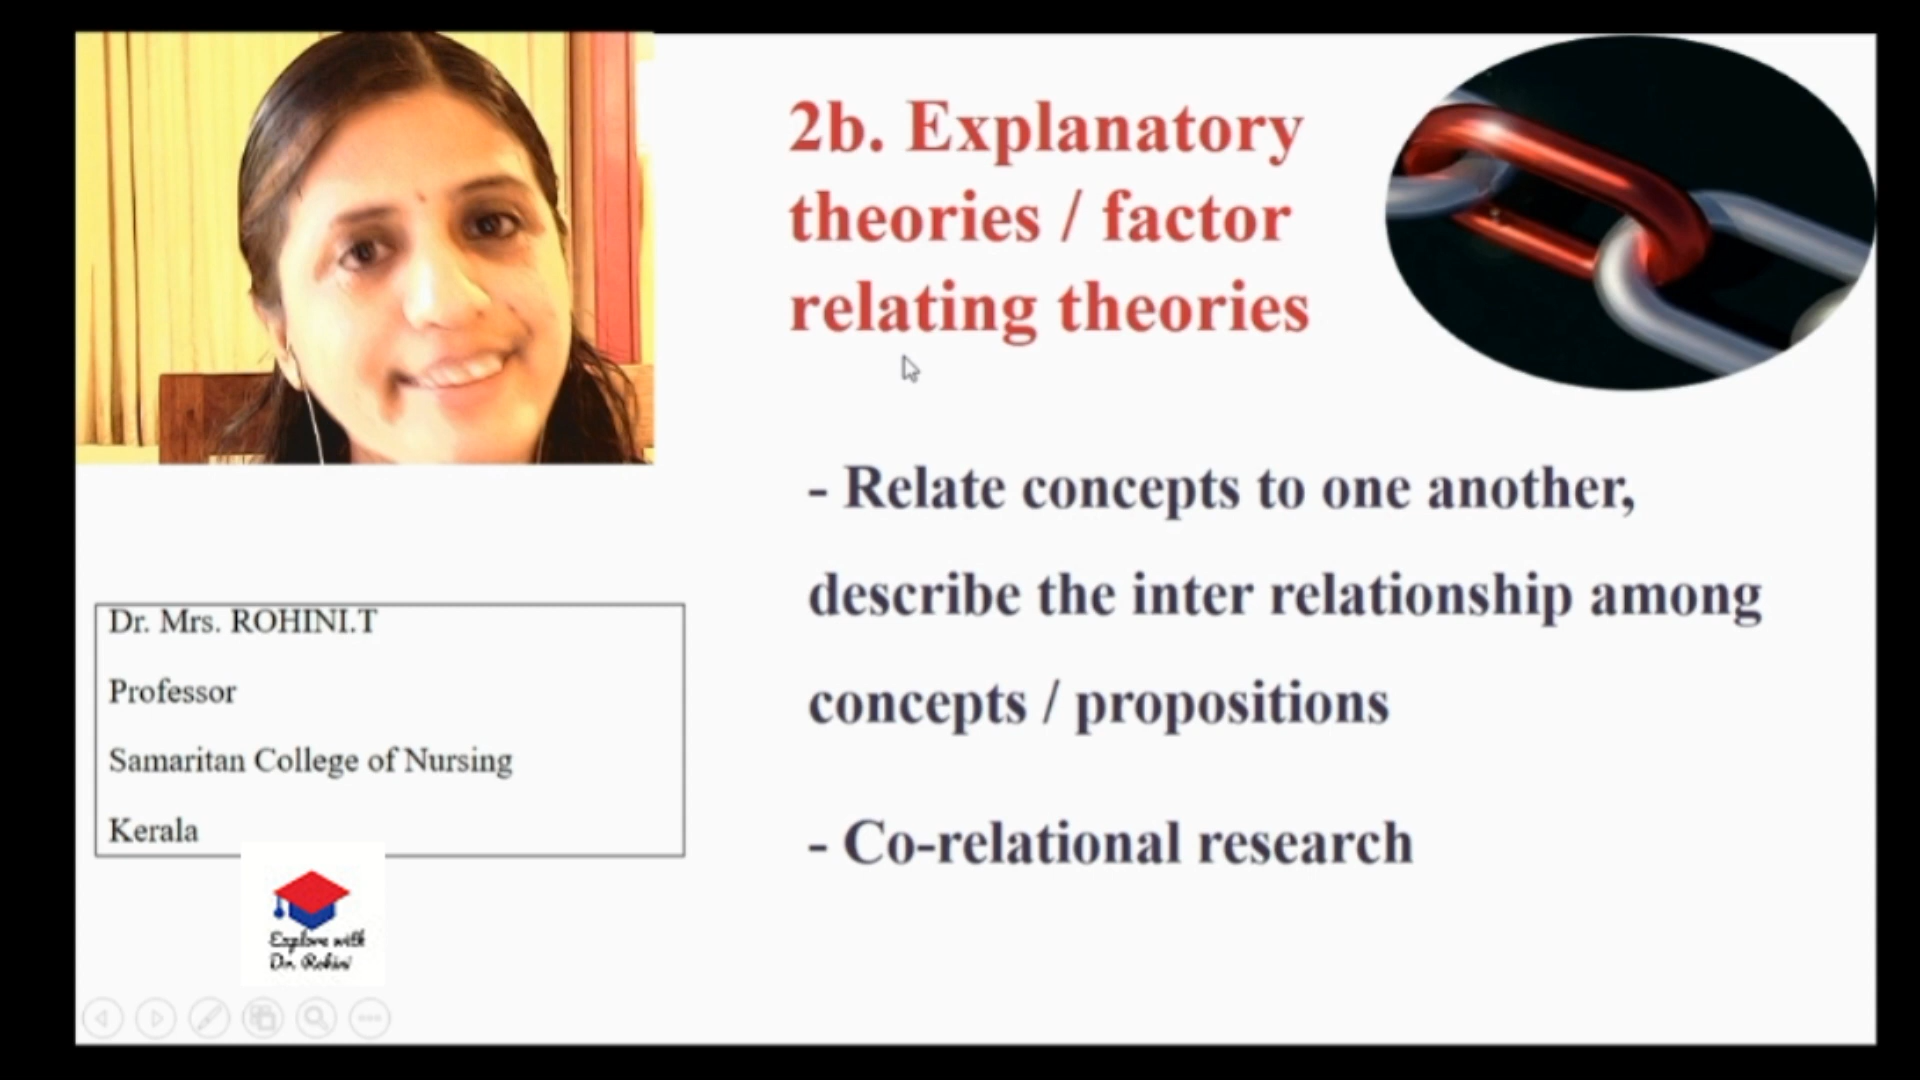 2b. Explanatory
theories / factor
relating theories
- Relate concepts to one another,
describe the inter relationship among
concepts / propositions
- Co-relational research
Dr. Mrs. ROHINI.T
Professor
Samaritan College of Nursing
Kerala
Explore with
Dr. Rohini